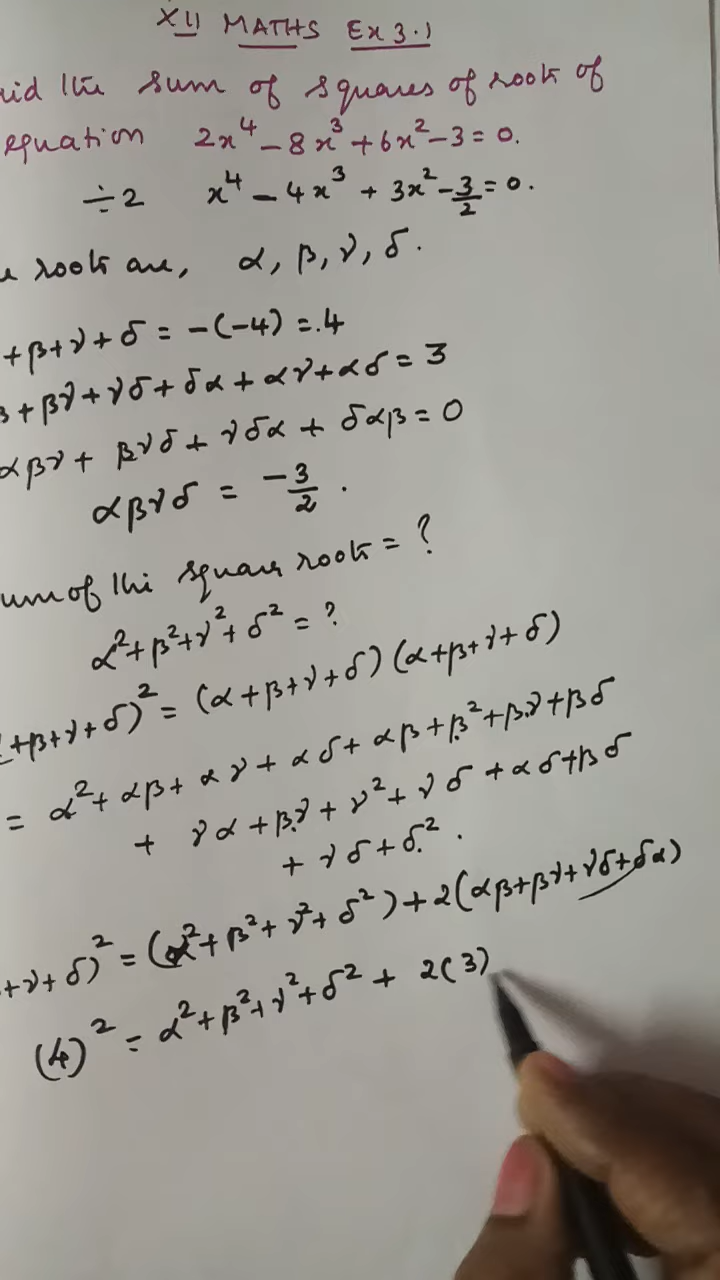 XII MATHS Ex 3.1
nid the sum of squares of root of
equation 2x⁴ - 8x³ + 6x² - 3 = 0.
÷2 x⁴ - 4x³ + 3x² - 3/2 = 0.
e roots are, α, β, γ, δ.
+ β + γ + δ = -(-4) = .4
β + βγ + γδ + δα + αγ + αδ = 3
αβγ + βγδ + γδα + δαβ = 0
αβγδ = -3/2.
um of the square roots = ?
α² + β² + γ² + δ² = ?
+ β + γ + δ)² = (α + β + γ + δ)(α + β + γ + δ)
= α² + αβ + αγ + αδ + αβ + β² + βγ + βδ
+ γα + βγ + γ² + γδ + αδ + βδ
+ γδ + δ².
+ γ + δ)² = (α² + β² + γ² + δ²) + 2(αβ + βγ + γδ + δα)
(4)² = α² + β² + γ² + δ² + 2(3)